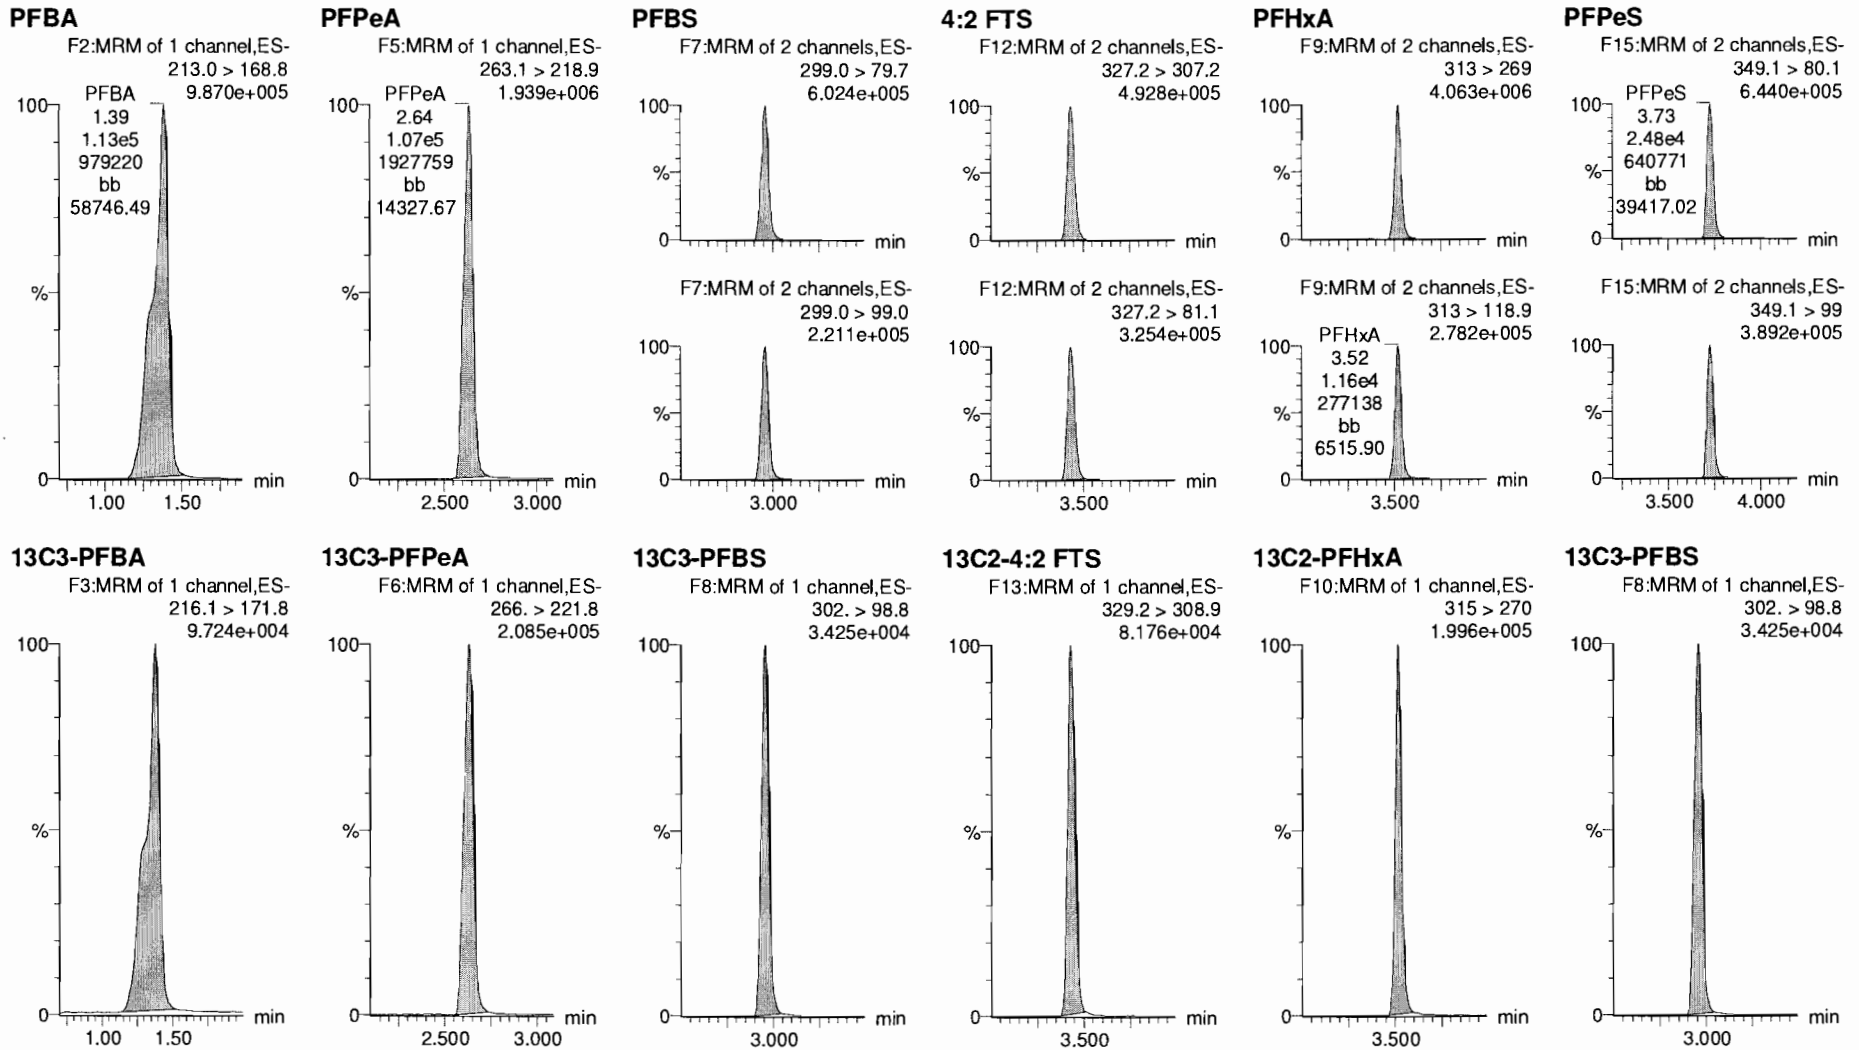 PFBA
F2:MRM of 1 channel,ES-
213.0 > 168.8
9.870e+005
PFBA
1.39
1.13e5
979220
bb
58746.49
100
%
0
min
1.00 1.50
PFPeA
F5:MRM of 1 channel,ES-
263.1 > 218.9
1.939e+006
PFPeA
2.64
1.07e5
1927759
bb
14327.67
100
%
0
min
2.500 3.000
PFBS
F7:MRM of 2 channels,ES-
299.0 > 79.7
6.024e+005
100
%
0
min
F7:MRM of 2 channels,ES-
299.0 > 99.0
2.211e+005
100
%
0
min
3.000
4:2 FTS
F12:MRM of 2 channels,ES-
327.2 > 307.2
4.928e+005
100
%
0
min
F12:MRM of 2 channels,ES-
327.2 > 81.1
3.254e+005
100
%
0
min
3.500
PFHxA
F9:MRM of 2 channels,ES-
313 > 269
4.063e+006
100
%
0
min
F9:MRM of 2 channels,ES-
313 > 118.9
2.782e+005
PFHxA
3.52
1.16e4
277138
bb
6515.90
100
%
0
min
3.500
PFPeS
F15:MRM of 2 channels,ES-
349.1 > 80.1
6.440e+005
PFPeS
3.73
2.48e4
640771
bb
39417.02
100
%
0
min
F15:MRM of 2 channels,ES-
349.1 > 99
3.892e+005
100
%
0
min
3.500 4.000
13C3-PFBA
F3:MRM of 1 channel,ES-
216.1 > 171.8
9.724e+004
100
%
0
min
1.00 1.50
13C3-PFPeA
F6:MRM of 1 channel,ES-
266. > 221.8
2.085e+005
100
%
0
min
2.500 3.000
13C3-PFBS
F8:MRM of 1 channel,ES-
302. > 98.8
3.425e+004
100
%
0
min
3.000
13C2-4:2 FTS
F13:MRM of 1 channel,ES-
329.2 > 308.9
8.176e+004
100
%
0
min
3.500
13C2-PFHxA
F10:MRM of 1 channel,ES-
315 > 270
1.996e+005
100
%
0
min
3.500
13C3-PFBS
F8:MRM of 1 channel,ES-
302. > 98.8
3.425e+004
100
%
0
min
3.000